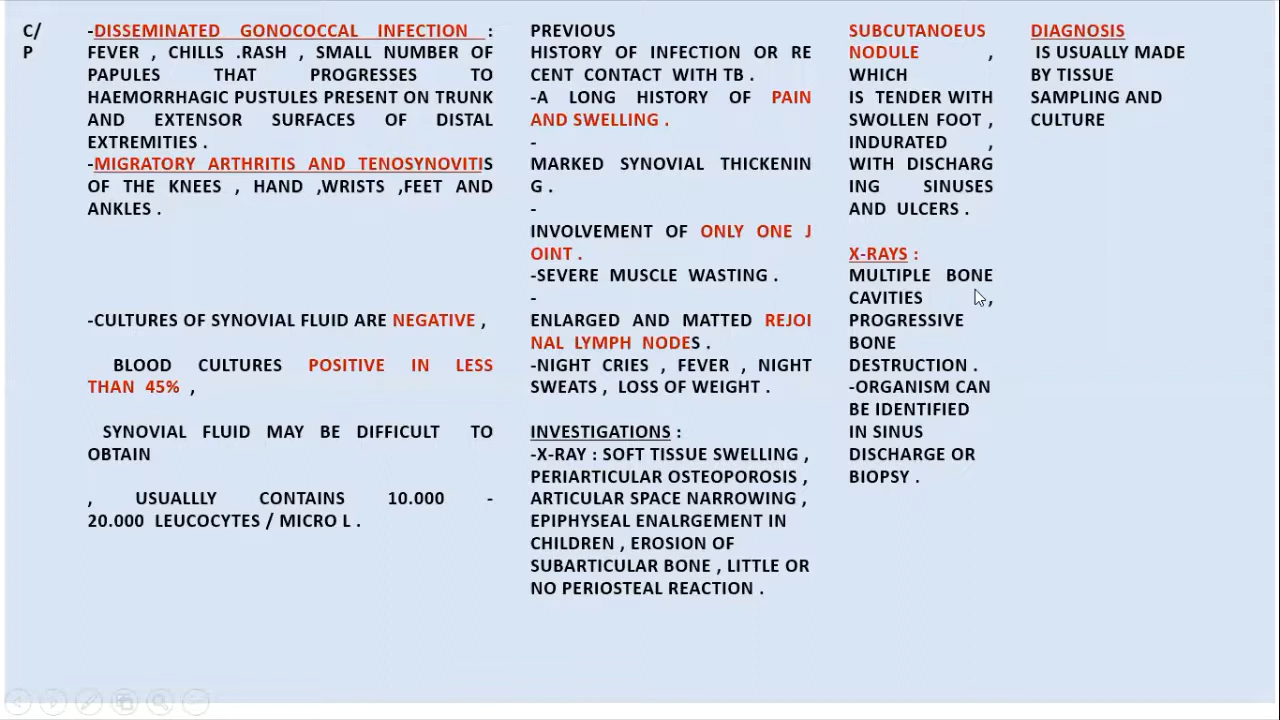 C/
P
-DISSEMINATED GONOCOCCAL INFECTION :
FEVER , CHILLS .RASH , SMALL NUMBER OF
PAPULES THAT PROGRESSES TO
HAEMORRHAGIC PUSTULES PRESENT ON TRUNK
AND EXTENSOR SURFACES OF DISTAL
EXTREMITIES .
-MIGRATORY ARTHRITIS AND TENOSYNOVITIS
OF THE KNEES , HAND ,WRISTS ,FEET AND
ANKLES .
-CULTURES OF SYNOVIAL FLUID ARE NEGATIVE ,
BLOOD CULTURES POSITIVE IN LESS
THAN 45% ,
SYNOVIAL FLUID MAY BE DIFFICULT TO
OBTAIN
, USUALLLY CONTAINS 10.000 -
20.000 LEUCOCYTES / MICRO L .
PREVIOUS
HISTORY OF INFECTION OR RE
CENT CONTACT WITH TB .
-A LONG HISTORY OF PAIN
AND SWELLING .
-
MARKED SYNOVIAL THICKENIN
G .
-
INVOLVEMENT OF ONLY ONE J
OINT .
-SEVERE MUSCLE WASTING .
-
ENLARGED AND MATTED REJOI
NAL LYMPH NODES .
-NIGHT CRIES , FEVER , NIGHT
SWEATS , LOSS OF WEIGHT .
INVESTIGATIONS :
-X-RAY : SOFT TISSUE SWELLING ,
PERIARTICULAR OSTEOPOROSIS ,
ARTICULAR SPACE NARROWING ,
EPIPHYSEAL ENALRGEMENT IN
CHILDREN , EROSION OF
SUBARTICULAR BONE , LITTLE OR
NO PERIOSTEAL REACTION .
SUBCUTANOEUS
NODULE ,
WHICH
IS TENDER WITH
SWOLLEN FOOT ,
INDURATED ,
WITH DISCHARG
ING SINUSES
AND ULCERS .
X-RAYS :
MULTIPLE BONE
CAVITIES ,
PROGRESSIVE
BONE
DESTRUCTION .
-ORGANISM CAN
BE IDENTIFIED
IN SINUS
DISCHARGE OR
BIOPSY .
DIAGNOSIS
IS USUALLY MADE
BY TISSUE
SAMPLING AND
CULTURE